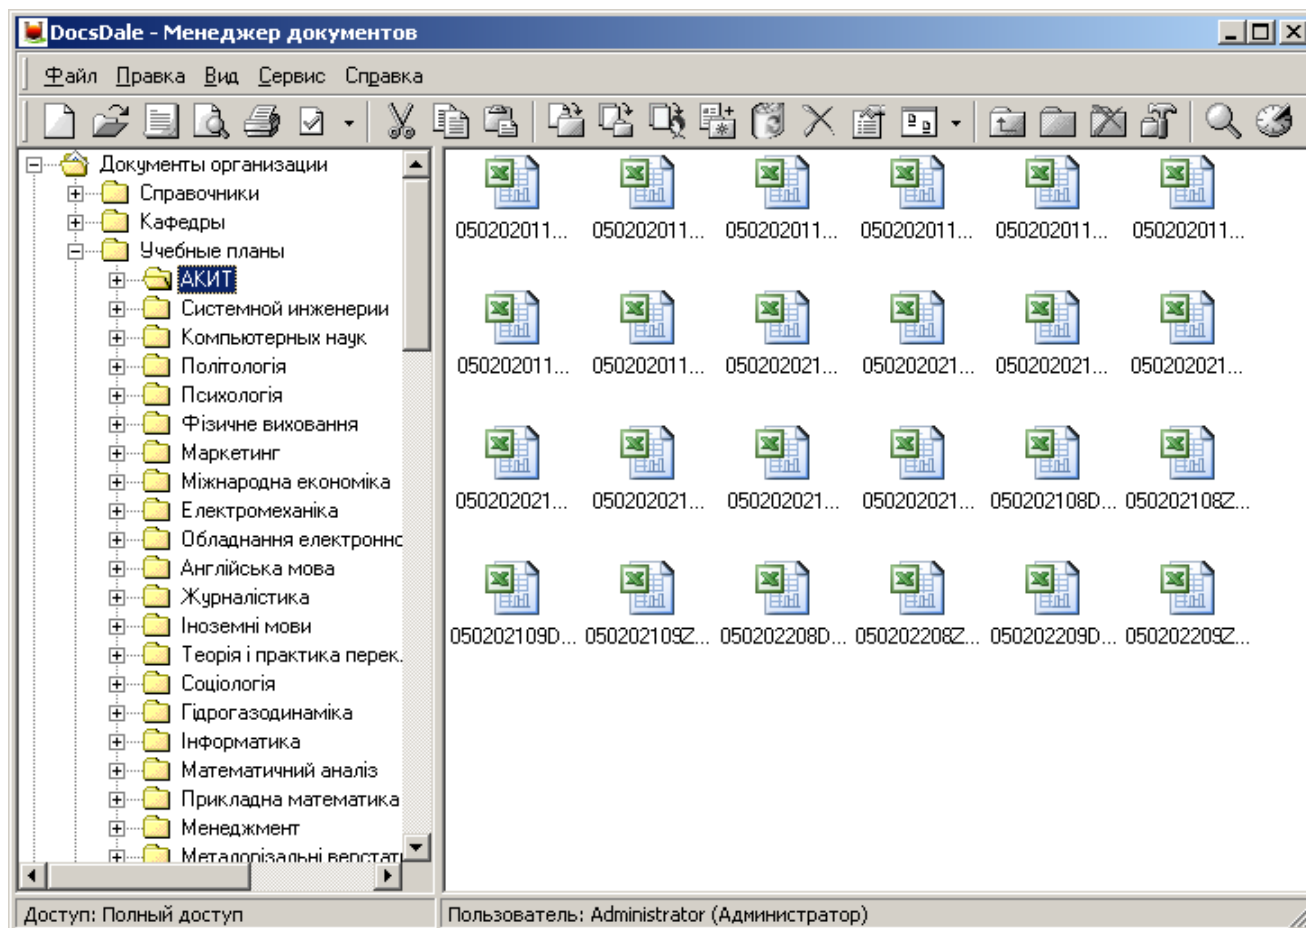 DocsDale - Менеджер документов
Файл Правка Вид Сервис Справка
Документы организации
Справочники
Кафедры
Учебные планы
АКИТ
Системной инженерии
Компьютерных наук
Політологія
Психологія
Фізичне виховання
Маркетинг
Міжнародна економіка
Електромеханіка
Обладнання електронно
Англійська мова
Журналістика
Іноземні мови
Теорія і практика перек.
Соціологія
Гідрогазодинаміка
Інформатика
Математичний аналіз
Прикладна математика
Менеджмент
Металорізальні верстати
050202011... 050202011... 050202011... 050202011... 050202011... 050202011...
050202011... 050202011... 050202021... 050202021... 050202021... 050202021...
050202021... 050202021... 050202021... 050202021... 050202108D... 050202108Z...
050202109D... 050202109Z... 050202208D... 050202208Z... 050202209D... 050202209Z...
Доступ: Полный доступ
Пользователь: Administrator (Администратор)